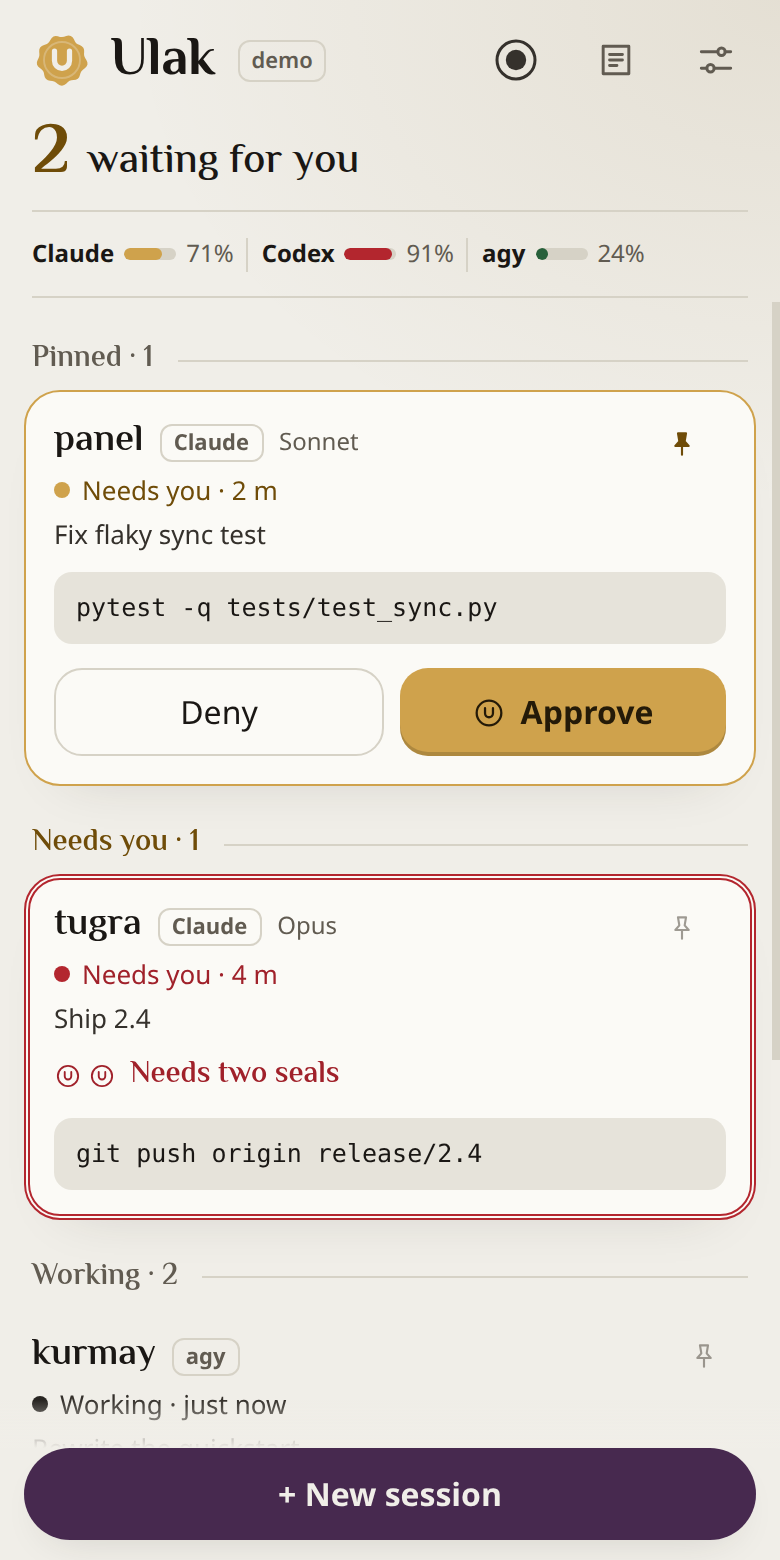 Ulak demo
2 waiting for you
Claude 71% Codex 91% agy 24%
Pinned · 1
panel Claude Sonnet
Needs you · 2 m
Fix flaky sync test
pytest -q tests/test_sync.py
Deny Approve
Needs you · 1
tugra Claude Opus
Needs you · 4 m
Ship 2.4
Needs two seals
git push origin release/2.4
Working · 2
kurmay agy
Working · just now
+ New session